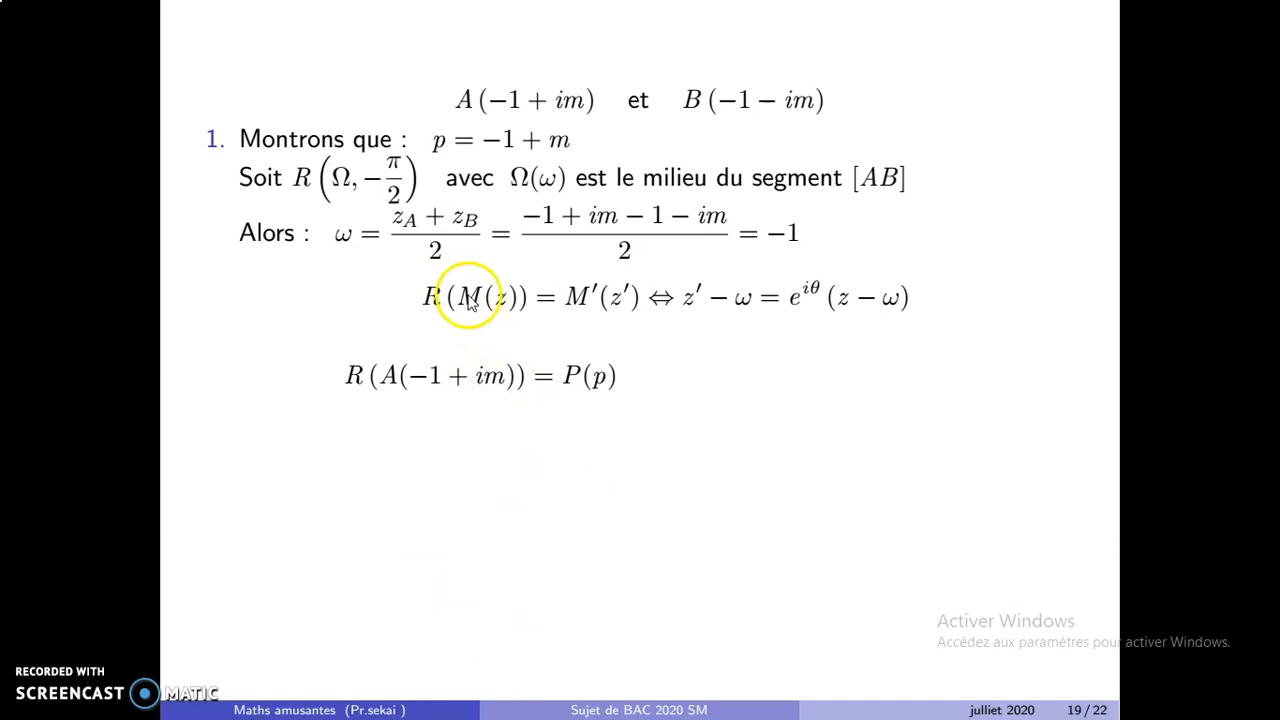 A (−1 + im) et B (−1 − im)
1. Montrons que : p = −1 + m
Soit R (Ω, −π/2) avec Ω(ω) est le milieu du segment [AB]
Alors : ω = (z_A + z_B)/2 = (−1 + im − 1 − im)/2 = −1
R (M(z)) = M′(z′) ⇔ z′ − ω = e^{iθ} (z − ω)
R (A(−1 + im)) = P(p)
Activer Windows
Accédez aux paramètres pour activer Windows.
RECORDED WITH
SCREENCAST MATIC
Maths amusantes (Pr.sekai ) Sujet de BAC 2020 SM julliet 2020 19 / 22